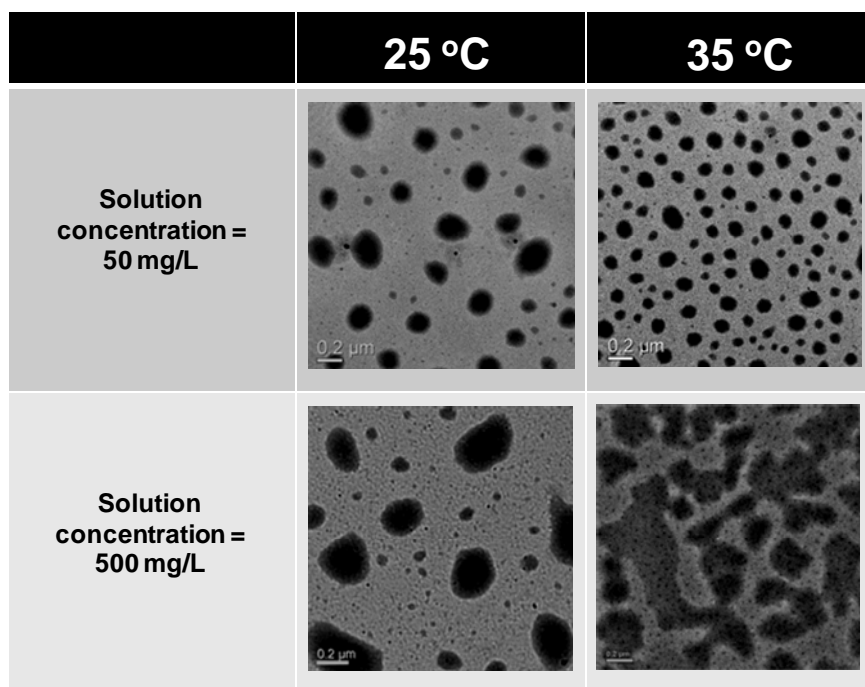 25 °C
35 °C
Solution
concentration =
50 mg/L
0.2 µm
0.2 µm
Solution
concentration =
500 mg/L
0.2 µm
0.2 µm